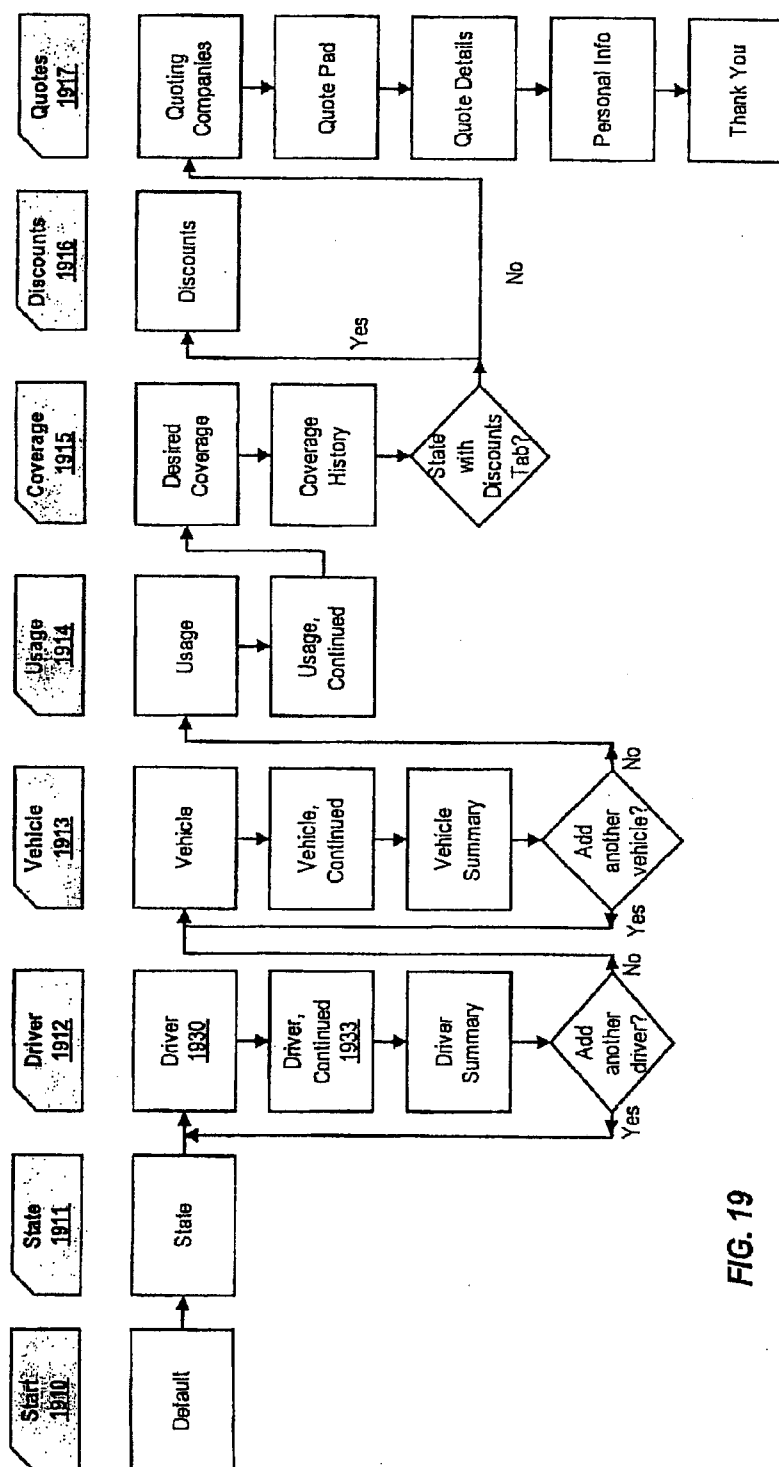 Start
1910
State
1911
Driver
1912
Vehicle
1913
Usage
1914
Coverage
1915
Discounts
1916
Quotes
1917
Default
State
Driver
1930
Driver,
Continued
1933
Driver
Summary
Add
another
driver?
Yes
No
Vehicle
Vehicle,
Continued
Vehicle
Summary
Add
another
vehicle?
Yes
No
Usage
Usage,
Continued
Desired
Coverage
Coverage
History
State
with
Discounts
Tab?
Yes
No
Discounts
Quoting
Companies
Quote Pad
Quote Details
Personal Info
Thank You
FIG. 19